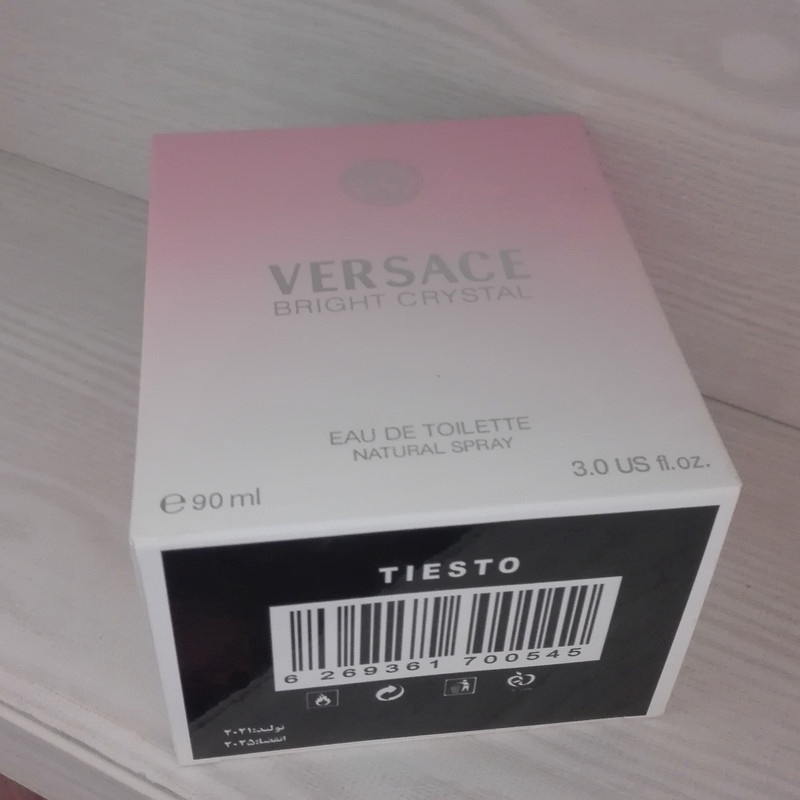 VERSACE
BRIGHT CRYSTAL
EAU DE TOILETTE
NATURAL SPRAY
℮ 90 ml
3.0 US fl.oz.
TIESTO
6 269361 700545
تولید:۲۰۲۱
انقضا:۲۰۲۵